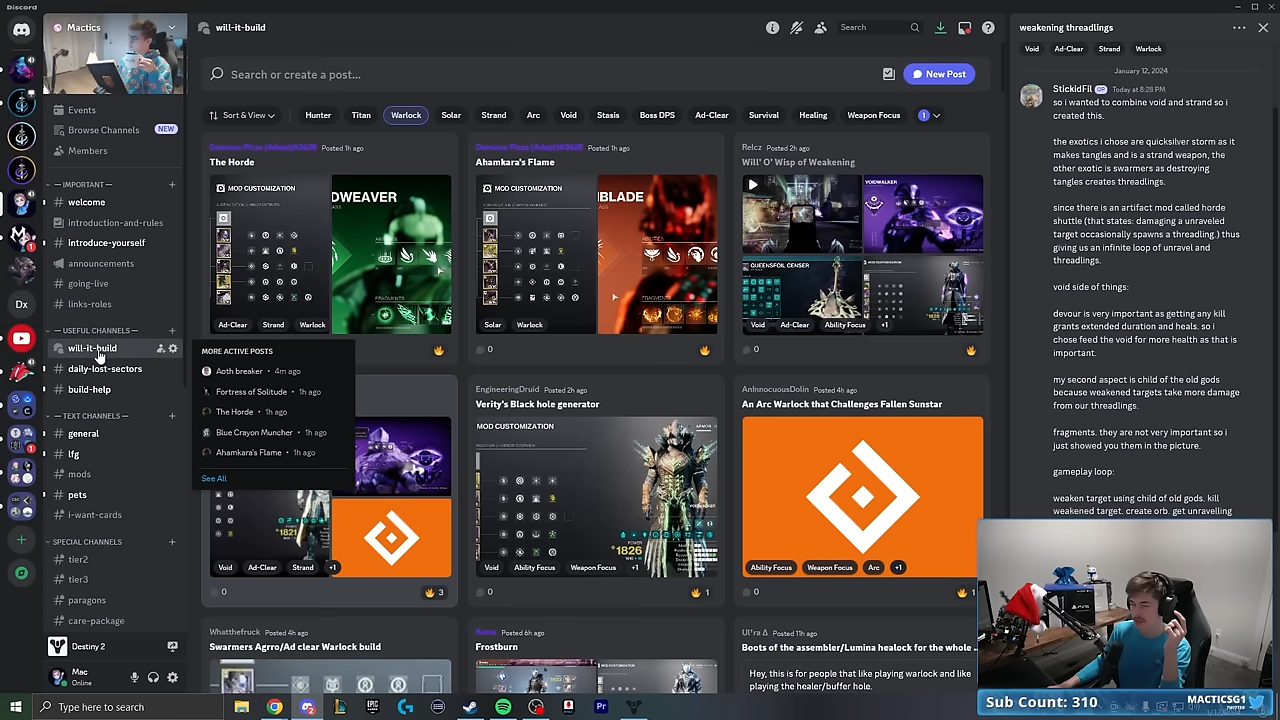 Discord
Mactics
Events
Browse Channels
NEW
Members
— IMPORTANT —
welcome
Introduction-and-rules
Introduce-yourself
announcements
going-live
links-roles
— USEFUL CHANNELS —
will-it-build
daily-lost-sectors
build-help
— TEXT CHANNELS —
general
lfg
mods
pets
i-want-cards
SPECIAL CHANNELS
tier2
tier3
paragons
care-package
Destiny 2
Mac
Online
will-it-build
Search
Search or create a post...
New Post
Sort & View
Hunter
Titan
Warlock
Solar
Strand
Arc
Void
Stasis
Boss DPS
Ad-Clear
Survival
Healing
Weapon Focus
1
Posted 1h ago
The Horde
MOD CUSTOMIZATION
DWEAVER
ABILITIES
FRAGMENTS
Ad-Clear
Strand
Warlock
Posted 1h ago
Ahamkara's Flame
MOD CUSTOMIZATION
BLADE
ABILITIES
FRAGMENTS
Solar
Warlock
0
Relcz
Posted 2h ago
Will' O' Wisp of Weakening
VOIDWALKER
QUEENSFOIL CENSER
Void
Ad-Clear
Ability Focus
+1
0
MORE ACTIVE POSTS
Aoth breaker • 4m ago
Fortress of Solitude • 1h ago
The Horde • 1h ago
Blue Crayon Muncher • 1h ago
Ahamkara's Flame • 1h ago
See All
Void
Ad-Clear
Strand
+1
0
3
EngineeringDruid
Posted 2h ago
Verity's Black hole generator
MOD CUSTOMIZATION
ARMOR
POWER
1826
Void
Ability Focus
Weapon Focus
+1
0
1
AnInnocuousDolin
Posted 3h ago
An Arc Warlock that Challenges Fallen Sunstar
Ability Focus
Weapon Focus
Arc
+1
0
1
Whatthefruck
Posted 4h ago
Swarmers Agrro/Ad clear Warlock build
Kama
Posted 6h ago
Frostburn
Posted 11h ago
Boots of the assembler/Lumina healock for the whole ..
Hey, this is for people that like playing warlock and like
playing the healer/buffer hole.
weakening threadlings
Void
Ad-Clear
Strand
Warlock
January 12, 2024
StickidFil
OP
Today at 8:28 PM
so i wanted to combine void and strand so i
created this.
the exotics i chose are quicksilver storm as it
makes tangles and is a strand weapon, the
other exotic is swarmers as destroying
tangles creates threadlings.
since there is an artifact mod called horde
shuttle (that states: damaging a unraveled
target occasionally spawns a threadling.) thus
giving us an infinite loop of unravel and
threadlings.
void side of things:
devour is very important as getting any kill
grants extended duration and heals, so i
chose feed the void for more health as that is
important.
my second aspect is child of the old gods
because weakened targets take more damage
from our threadlings.
fragments, they are not very important so i
just showed you them in the picture.
gameplay loop:
weaken target using child of old gods. kill
weakened target. create orb. get unravelling
Sub Count: 310
MACTICSG1
TWITTER
Type here to search